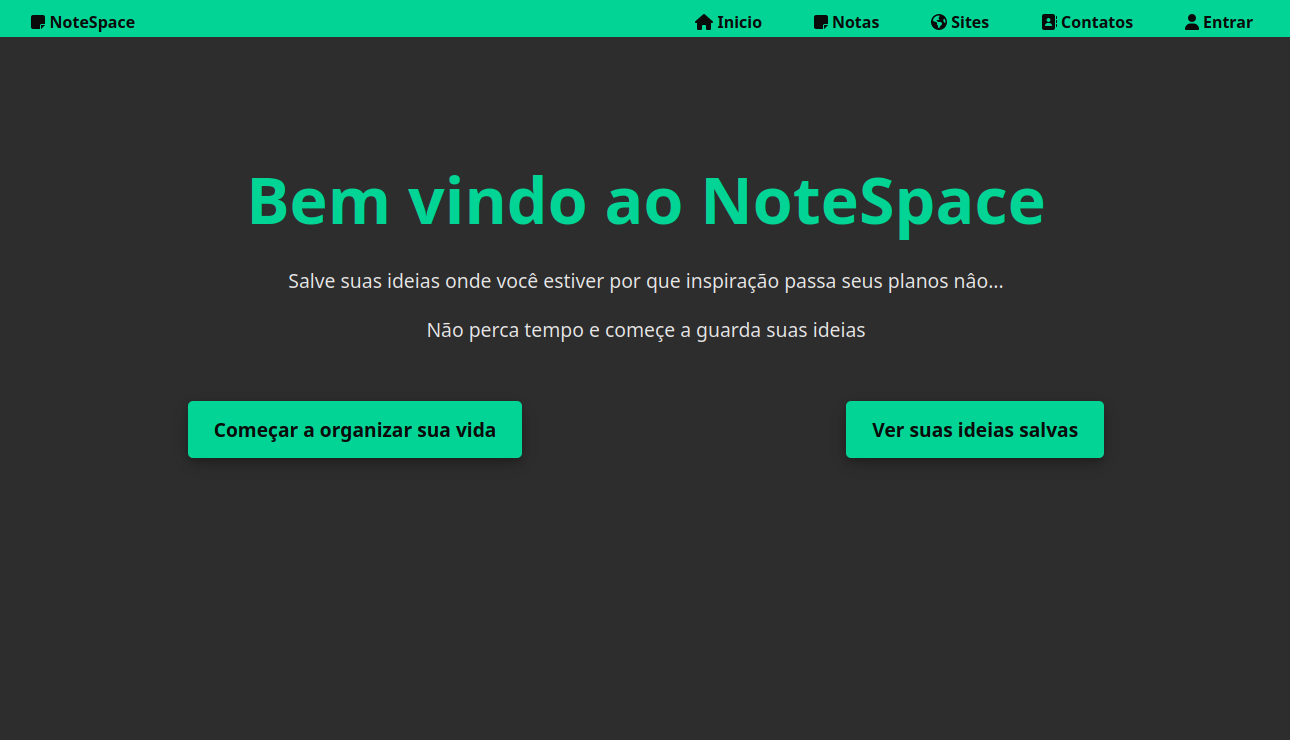 NoteSpace
Inicio
Notas
Sites
Contatos
Entrar
Bem vindo ao NoteSpace
Salve suas ideias onde você estiver por que inspiração passa seus planos nâo...
Não perca tempo e começe a guarda suas ideias
Começar a organizar sua vida
Ver suas ideias salvas